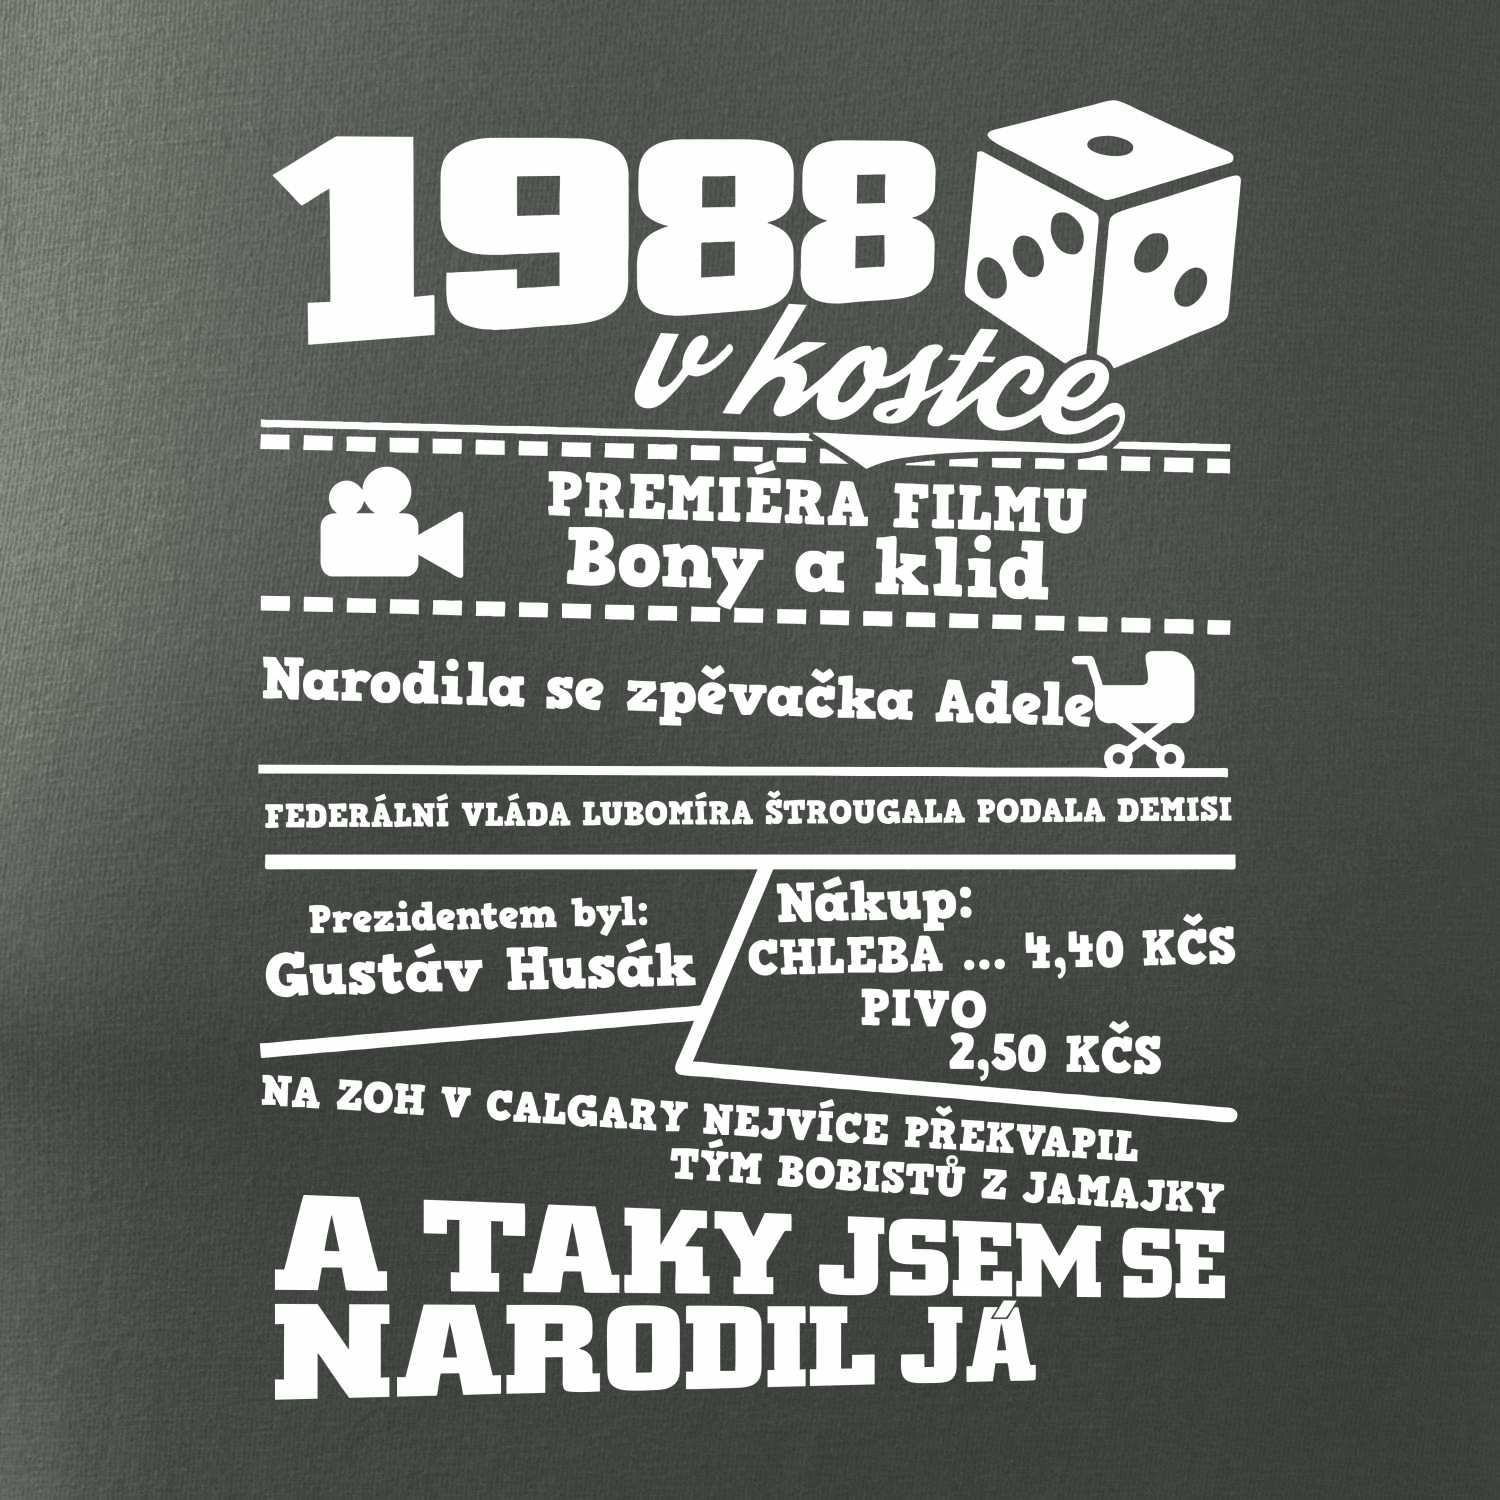 1988
v kostce
PREMIÉRA FILMU
Bony a klid
Narodila se zpěvačka Adele
FEDERÁLNÍ VLÁDA LUBOMÍRA ŠTROUGALA PODALA DEMISI
Prezidentem byl:
Gustáv Husák
Nákup:
CHLEBA ... 4,40 KČS
PIVO
2,50 KČS
NA ZOH V CALGARY NEJVÍCE PŘEKVAPIL
TÝM BOBISTŮ Z JAMAJKY
A TAKY JSEM SE
NARODIL JÁ